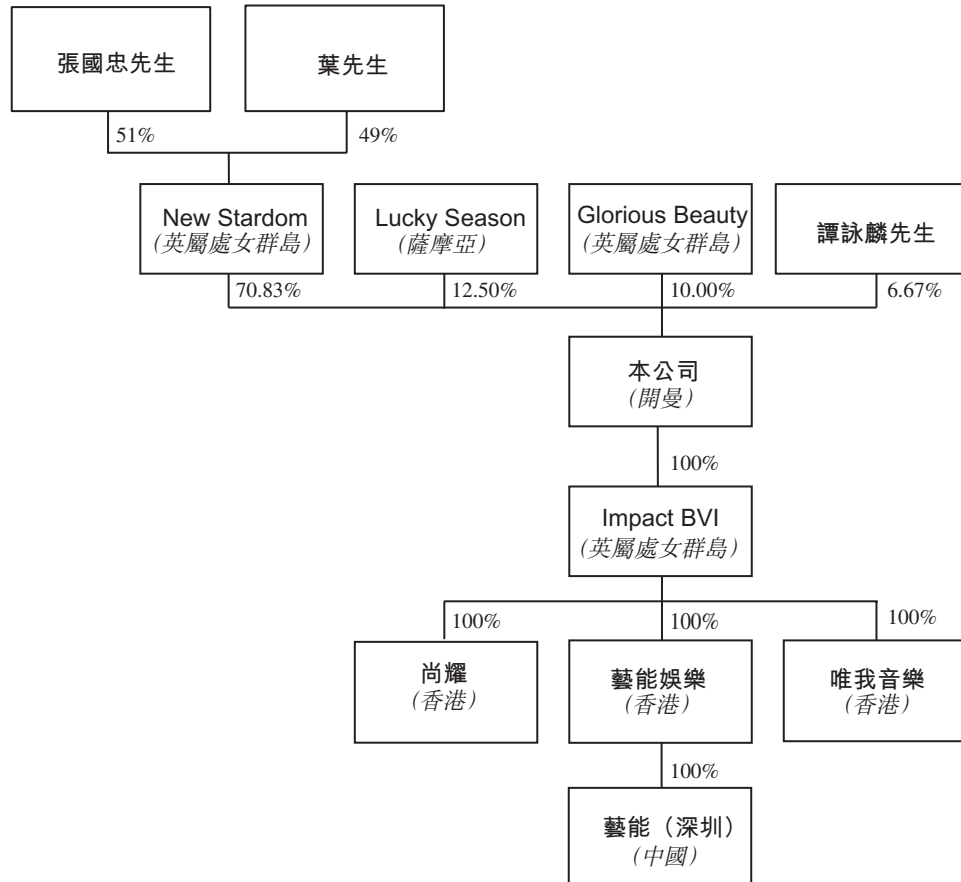 張國忠先生
葉先生
51%
49%
New Stardom
(英屬處女群島)
Lucky Season
(薩摩亞)
Glorious Beauty
(英屬處女群島)
譚詠麟先生
70.83%
12.50%
10.00%
6.67%
本公司
(開曼)
100%
Impact BVI
(英屬處女群島)
100%
100%
100%
尚耀
(香港)
藝能娛樂
(香港)
唯我音樂
(香港)
100%
藝能（深圳）
(中國)